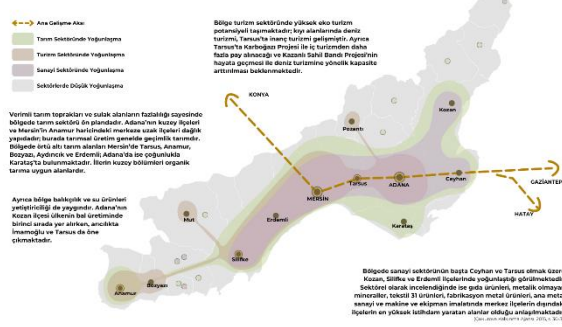 Ana Gelişme Aksı
Tarım Sektöründe Yoğunlaşma
Turizm Sektöründe Yoğunlaşma
Sanayi Sektöründe Yoğunlaşma
Sektörlerde Düşük Yoğunlaşma
Bölge turizm sektöründe yüksek eko turizm
potansiyeli taşımaktadır; kıyı alanlarında deniz
turizmi, Tarsus'ta inanç turizmi gelişmiştir. Ayrıca
Tarsus'ta Karboğazı Projesi ile iç turizmden daha
fazla pay alınacağı ve Kazanlı Sahil Bandı Projesi'nin
hayata geçmesi ile deniz turizmine yönelik kapasite
arttırılması beklenmektedir.
Verimli tarım toprakları ve sulak alanların fazlalığı sayesinde
bölgede tarım sektörü ön plandadır. Adana'nın kuzey ilçeleri
ve Mersin'in Anamur haricindeki merkeze uzak ilçeleri dağlık
yapıdadır; burada tarımsal üretim genelde geçimlik tarımdır.
Bölgede örtü altı tarım alanları Mersin'de Tarsus, Anamur,
Bozyazı, Aydıncık ve Erdemli; Adana'da ise çoğunlukla
Karataş'ta bulunmaktadır. İllerin kuzey bölümleri organik
tarıma uygun alanlardır.
Ayrıca bölge balıkçılık ve su ürünleri
yetiştiriciliği de yaygındır. Adana'nın
Kozan ilçesi ülkenin bal üretiminde
birinci sırada yer alırken, arıcılıkta
İmamoğlu ve Tarsus da öne
çıkmaktadır.
KONYA
Kozan
Pozantı
Tarsus
ADANA
Ceyhan
MERSİN
GAZİANTEP
HATAY
Karataş
Erdemli
Mut
Silifke
Bozyazı
Anamur
Bölgede sanayi sektörünün başta Ceyhan ve Tarsus olmak üzere
Kozan, Silifke ve Erdemli ilçelerinde yoğunlaştığı görülmektedir.
Sektörel olarak incelendiğinde ise gıda ürünleri, metalik olmayan
mineraller, tekstil 31 ürünleri, fabrikasyon metal ürünleri, ana metal
sanayi ve makine ve ekipman imalatında merkez ilçelerin dışındaki
ilçelerin en yüksek istihdam yaratan alanlar olduğu anlaşılmaktadır.